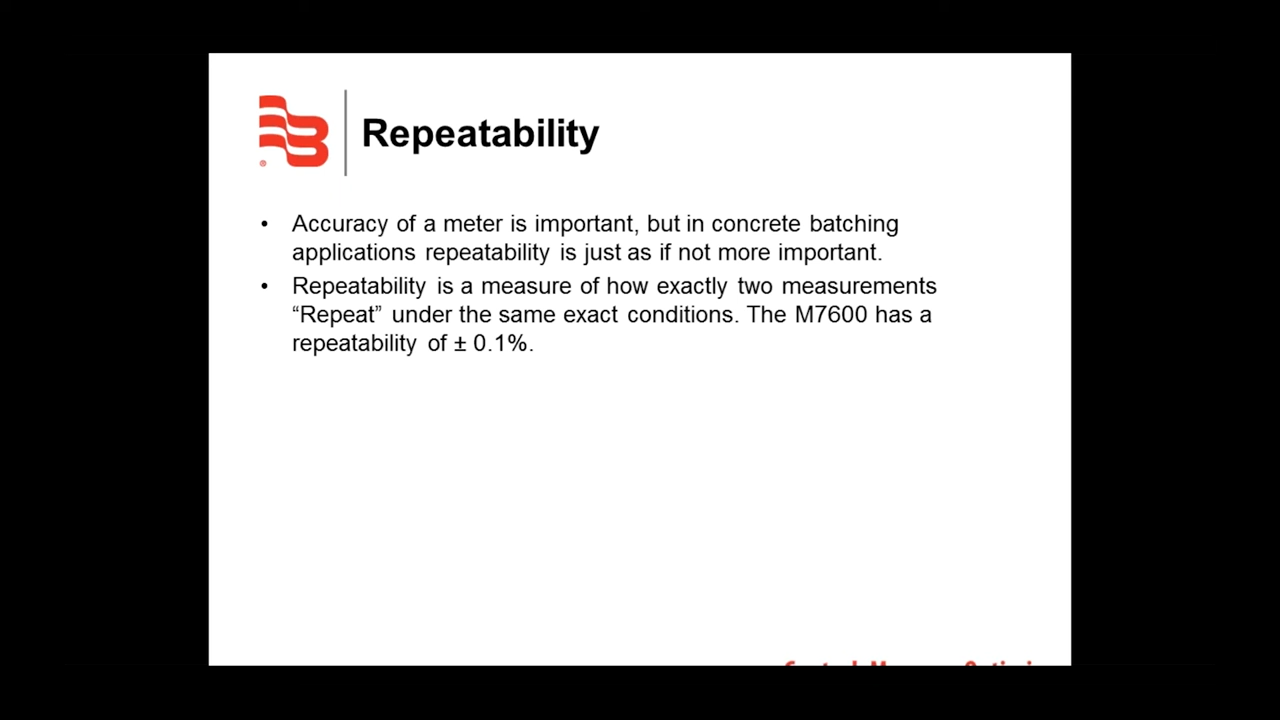 Repeatability
®
• Accuracy of a meter is important, but in concrete batching
applications repeatability is just as if not more important.
• Repeatability is a measure of how exactly two measurements
“Repeat” under the same exact conditions. The M7600 has a
repeatability of ± 0.1%.